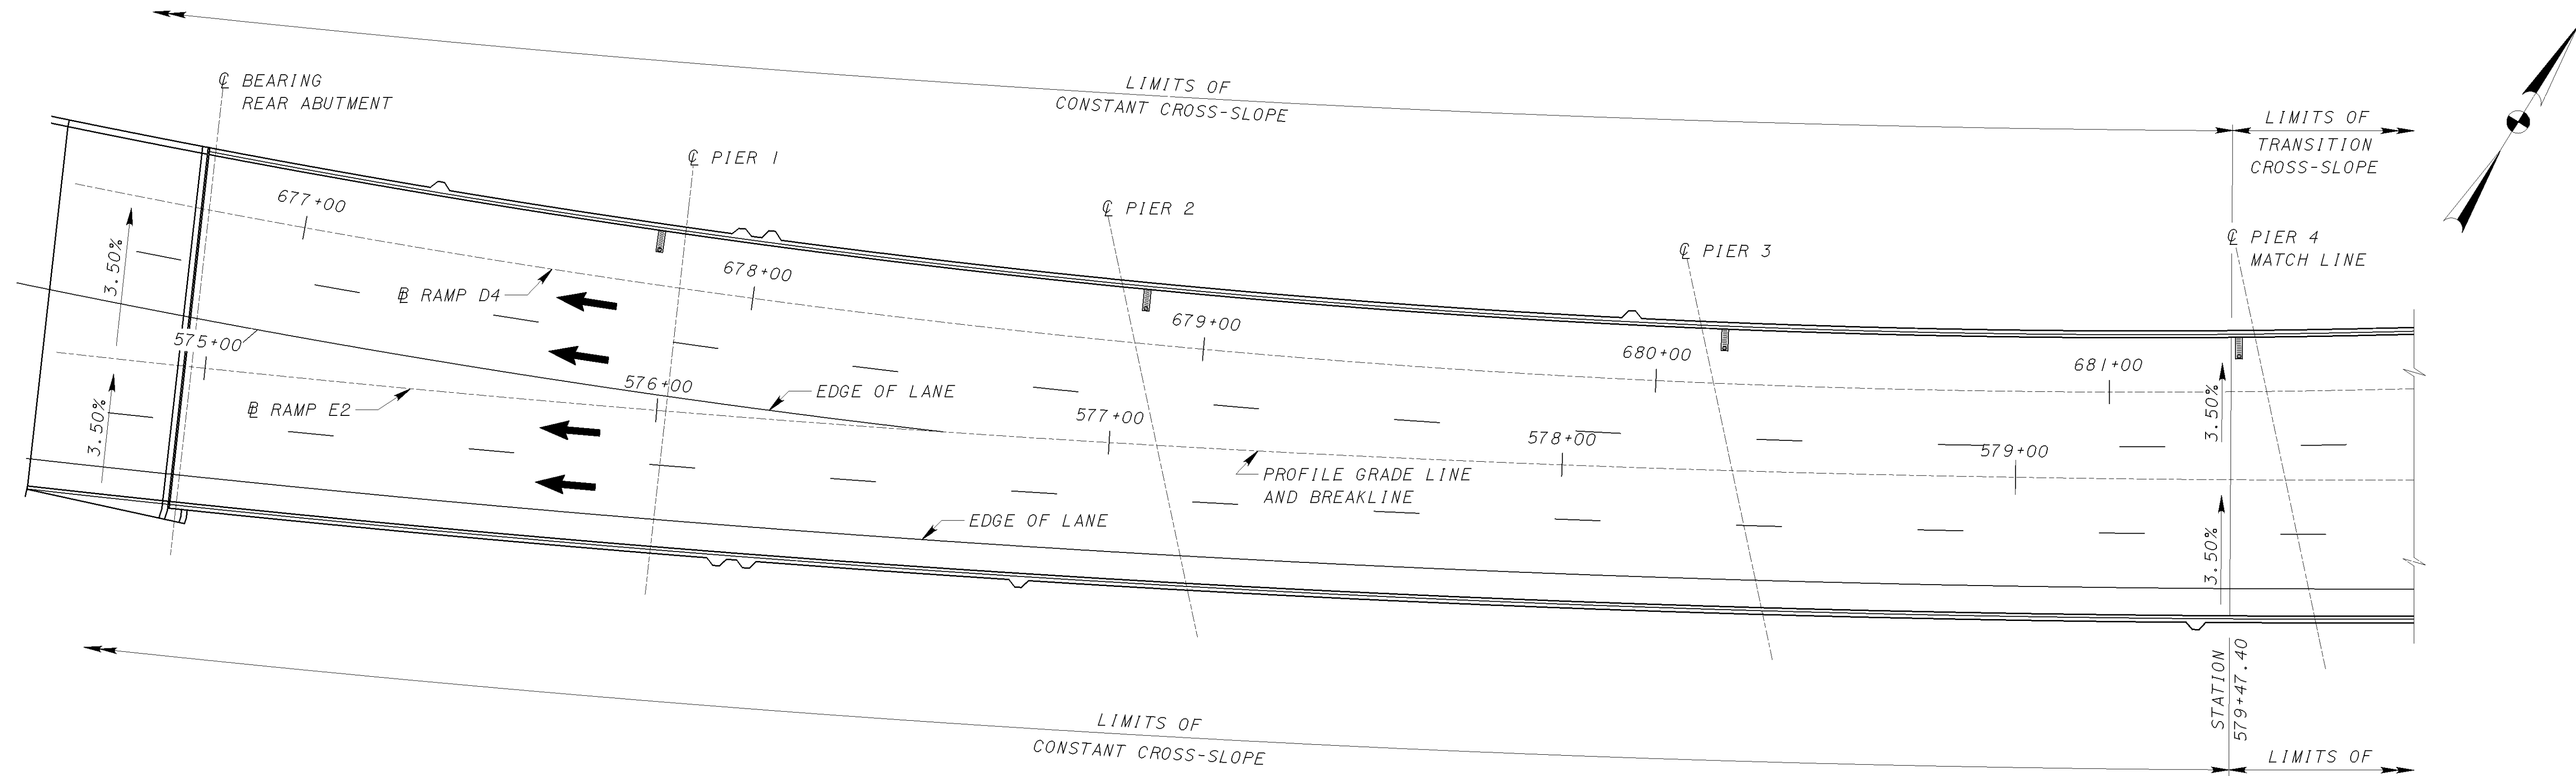 LIMITS OF
CONSTANT CROSS-SLOPE
℄ BEARING
REAR ABUTMENT
LIMITS OF
TRANSITION
CROSS-SLOPE
℄ PIER 1
℄ PIER 2
℄ PIER 3
℄ PIER 4
MATCH LINE
677+00
678+00
679+00
680+00
681+00
3.50%
BL RAMP D4
575+00
576+00
577+00
578+00
579+00
EDGE OF LANE
3.50%
BL RAMP E2
3.50%
PROFILE GRADE LINE
AND BREAKLINE
EDGE OF LANE
3.50%
STATION
579+47.40
LIMITS OF
CONSTANT CROSS-SLOPE
LIMITS OF